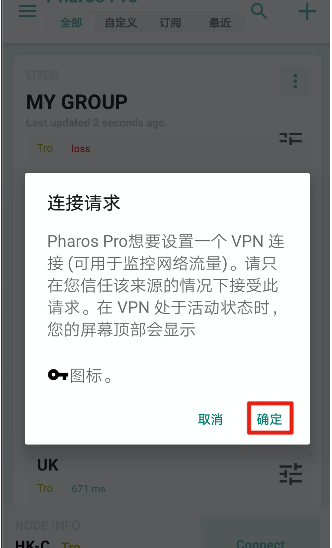 Pharos Pro
全部 自定义 订阅 最近
订阅组
MY GROUP
Last updated 3 seconds ago.
Tro loss
连接请求
Pharos Pro想要设置一个 VPN 连
接 (可用于监控网络流量)。请只
在您信任该来源的情况下接受此
请求。在 VPN 处于活动状态时，
您的屏幕顶部会显示
图标。
取消 确定
UK
Tro 671 ms
NODE INFO
HK-C Tro
Connect